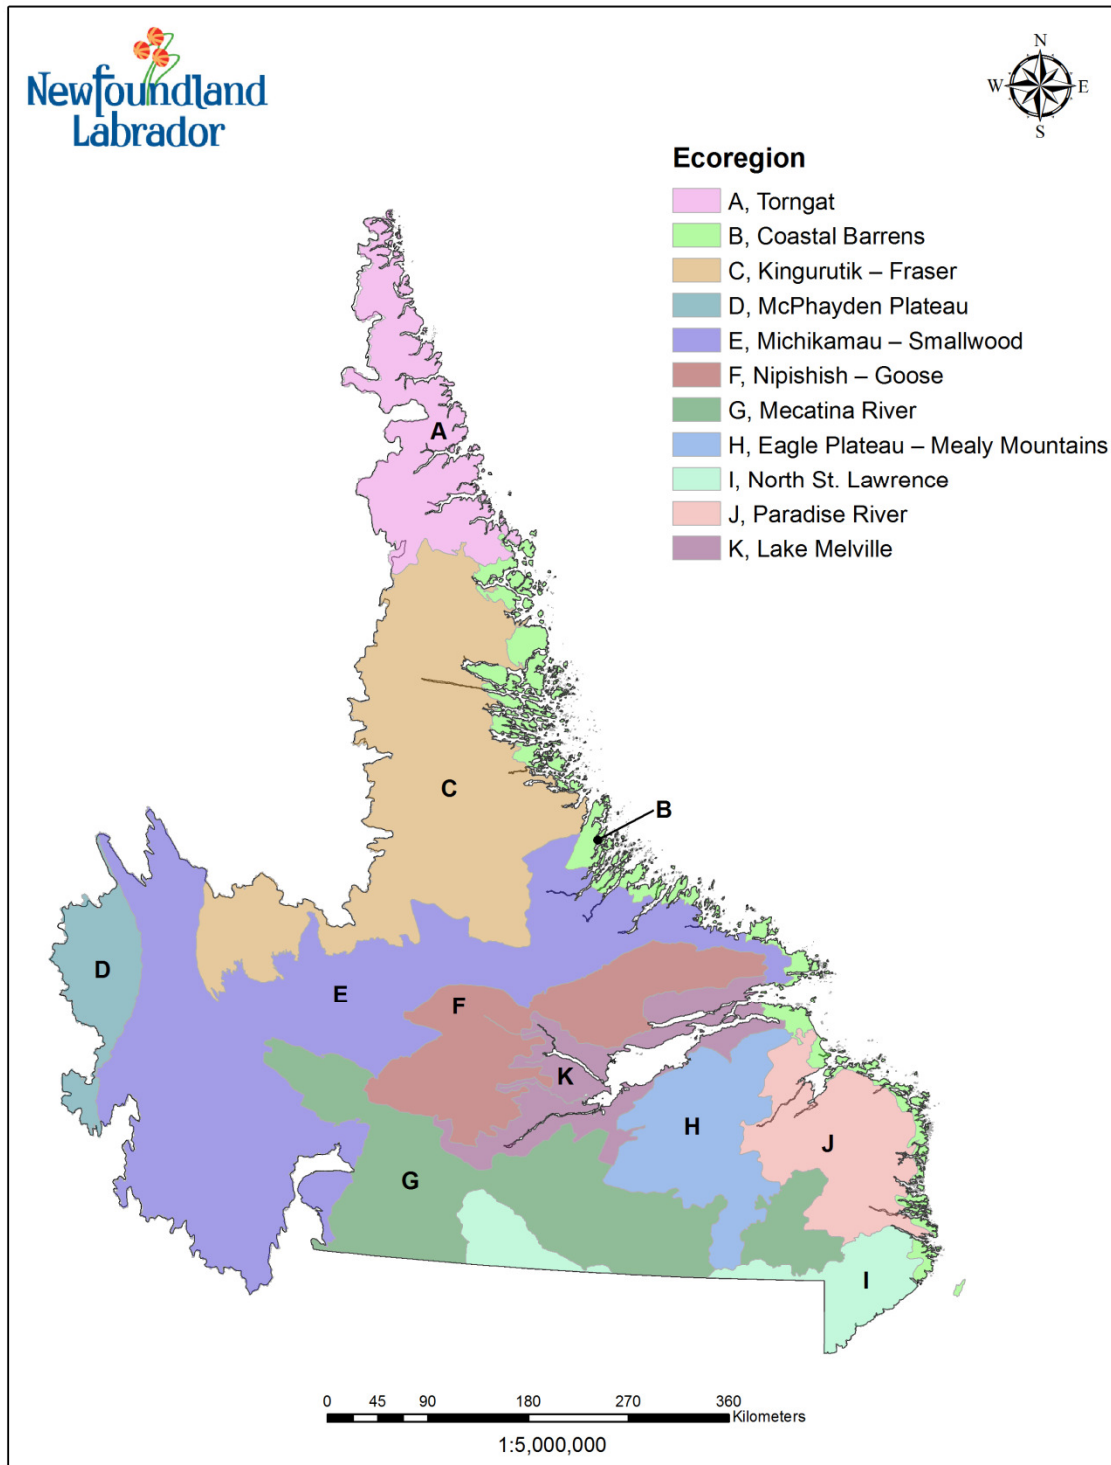 Newfoundland
Labrador
N
W E
S
Ecoregion
A, Torngat
B, Coastal Barrens
C, Kingurutik – Fraser
D, McPhayden Plateau
E, Michikamau – Smallwood
F, Nipishish – Goose
G, Mecatina River
H, Eagle Plateau – Mealy Mountains
I, North St. Lawrence
J, Paradise River
K, Lake Melville
A
C
B
D
E
F
K
H
J
G
I
0 45 90 180 270 360
Kilometers
1:5,000,000